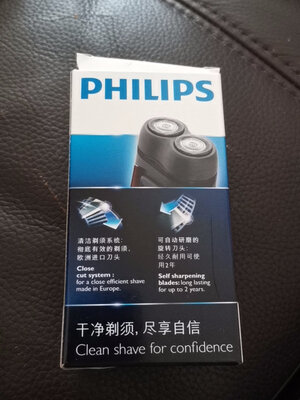 PHILIPS
清洁剃须系统：
彻底有效的剃须，
欧洲进口刀头
Close
cut system :
for a close efficient shave
made in Europe.
可自动研磨的
旋转刀头：
经久耐用可使
用2年
Self sharpening
blades: long lasting
for up to 2 years.
干净剃须，尽享自信
Clean shave for confidence